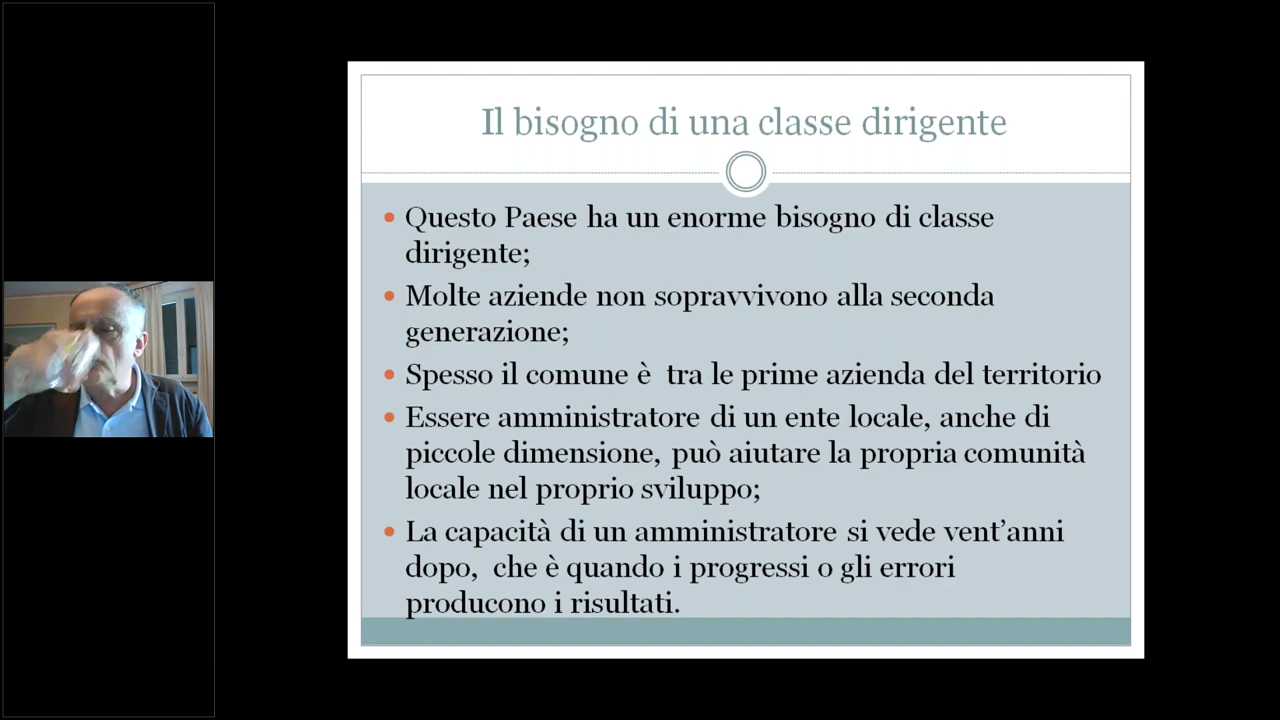 Il bisogno di una classe dirigente
Questo Paese ha un enorme bisogno di classe
dirigente;
Molte aziende non sopravvivono alla seconda
generazione;
Spesso il comune è  tra le prime azienda del territorio
Essere amministratore di un ente locale, anche di
piccole dimensione, può aiutare la propria comunità
locale nel proprio sviluppo;
La capacità di un amministratore si vede vent’anni
dopo,  che è quando i progressi o gli errori
producono i risultati.